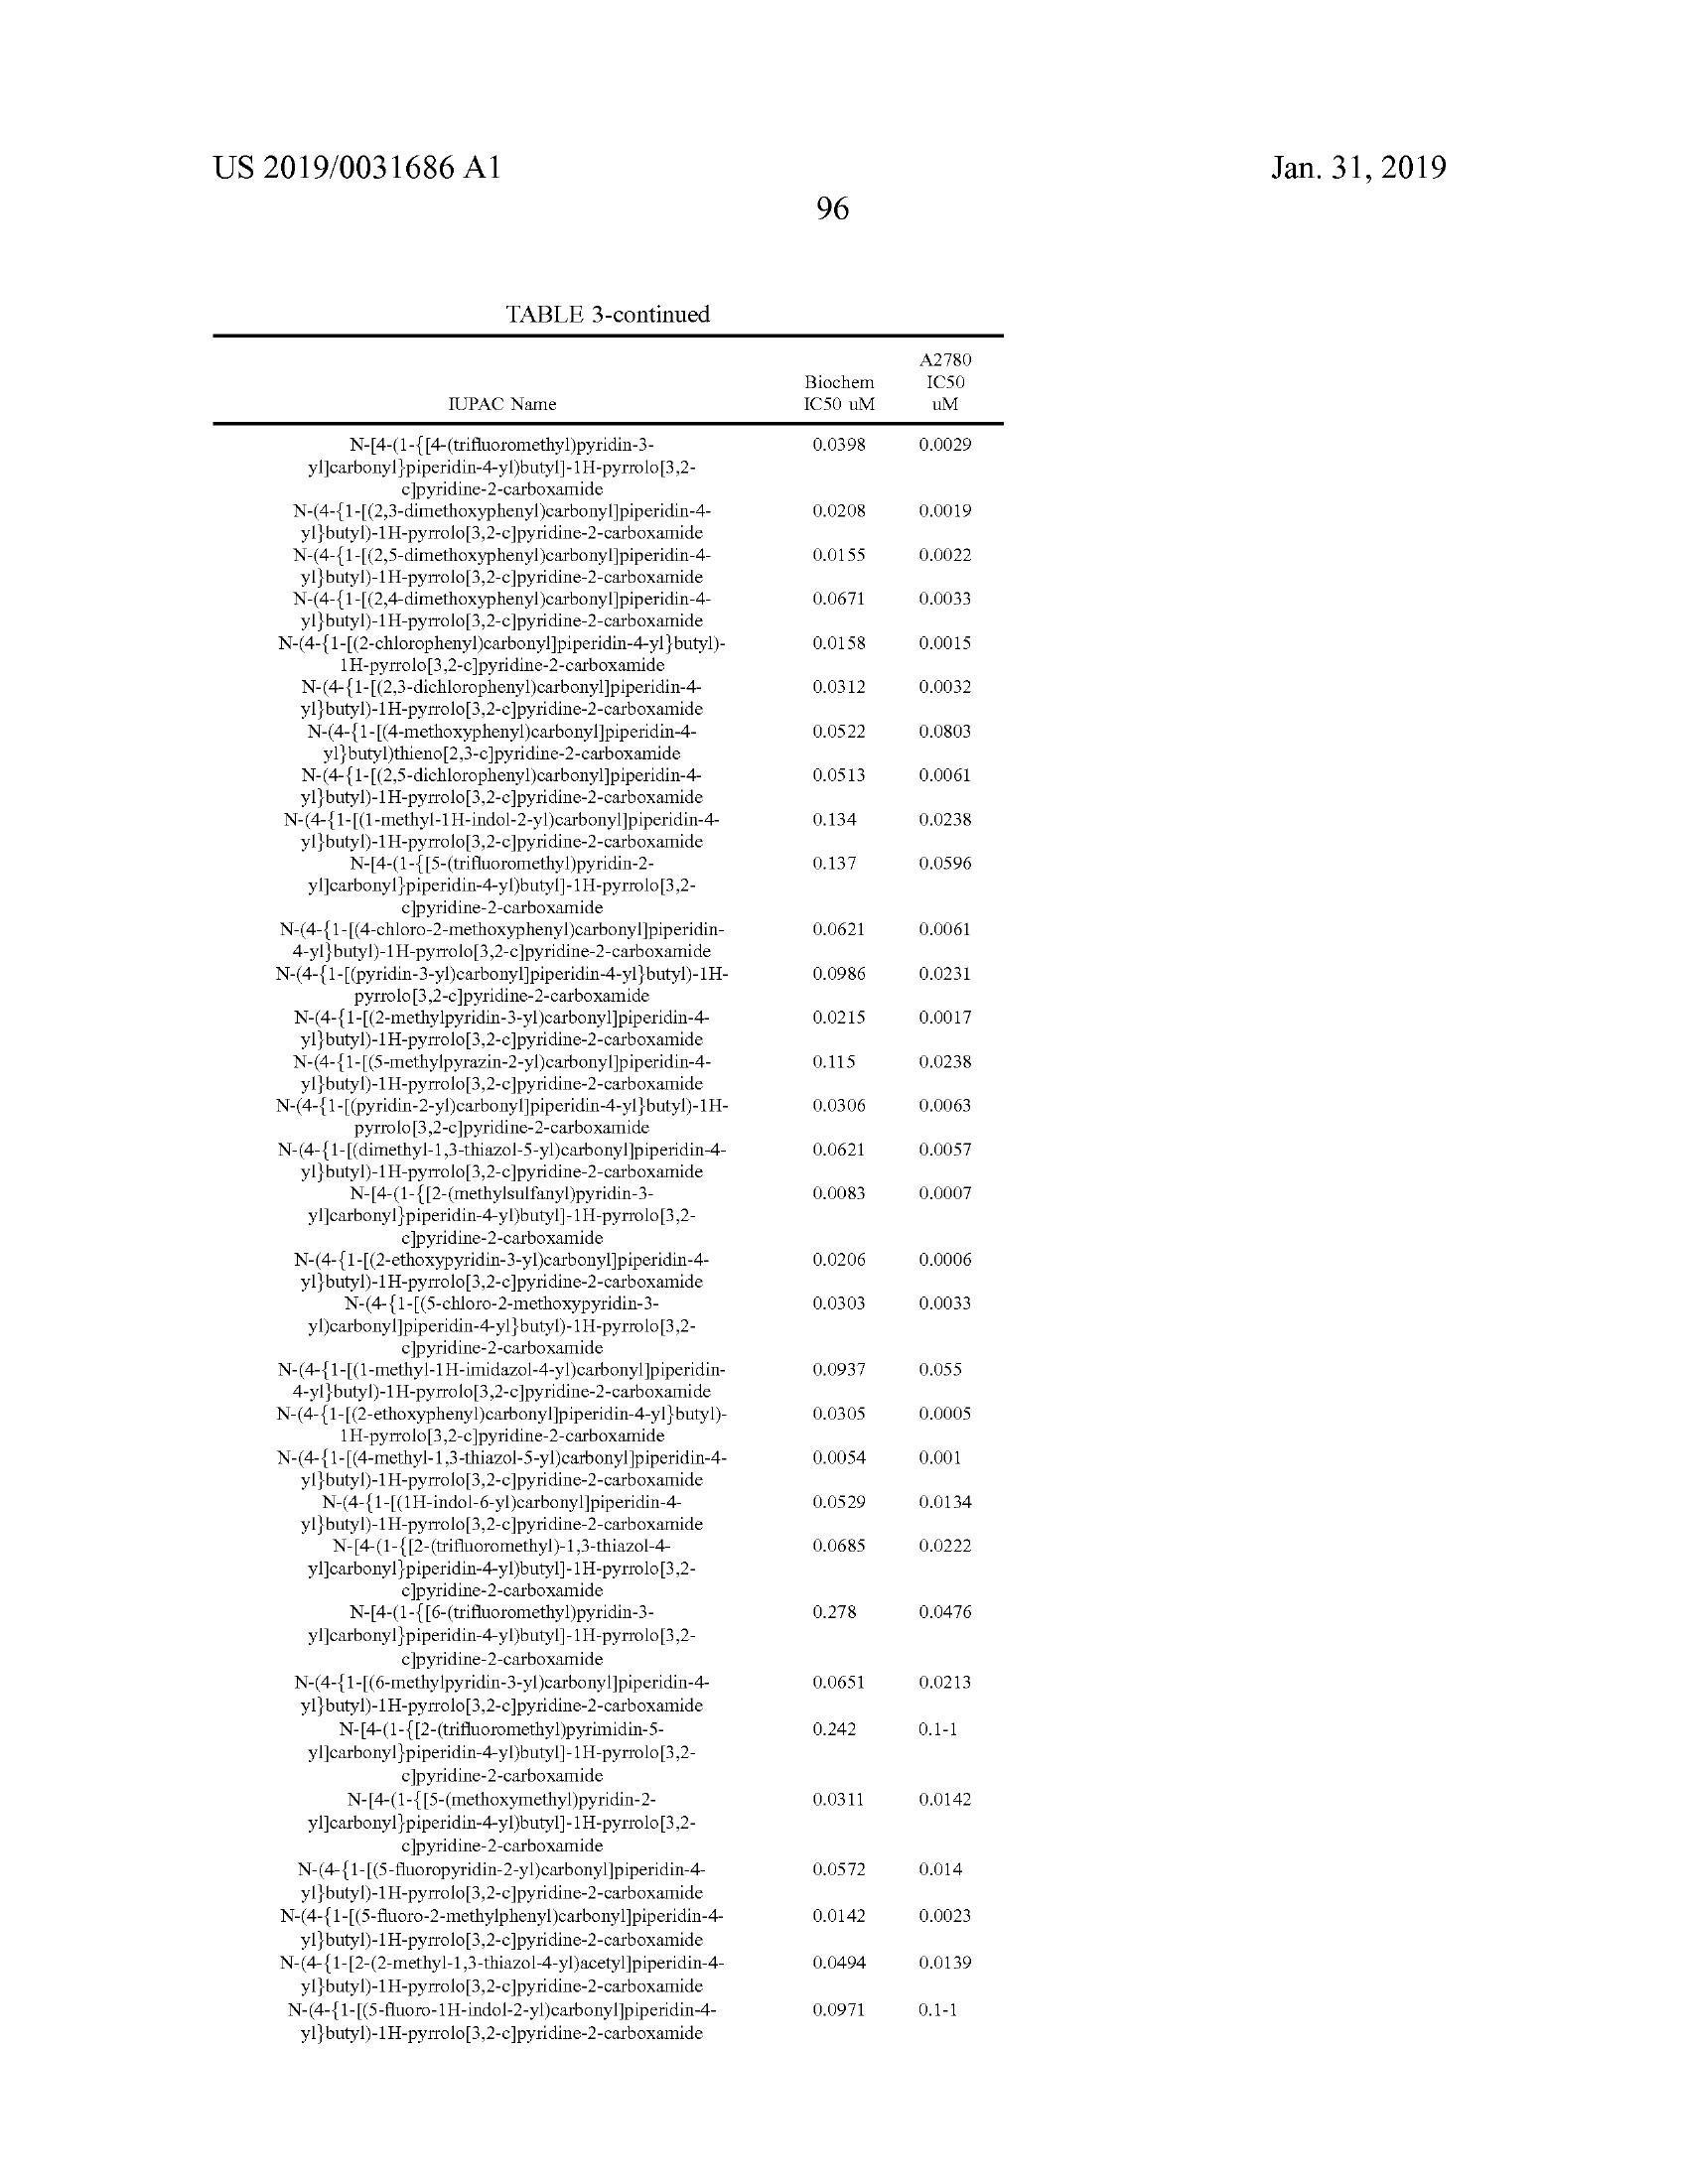 US 2019/0031686 A1
Jan. 31, 2019
96
TABLE 3-continued
A2780
Biochem IC50
IUPAC Name IC50 uM uM
N-[4-(1-{[4-(trifluoromethyl)pyridin-3- 0.0398 0.0029
yl]carbonyl}piperidin-4-yl)butyl]-1H-pyrrolo[3,2-
c]pyridine-2-carboxamide
N-(4-{1-[(2,3-dimethoxyphenyl)carbonyl]piperidin-4- 0.0208 0.0019
yl}butyl)-1H-pyrrolo[3,2-c]pyridine-2-carboxamide
N-(4-{1-[(2,5-dimethoxyphenyl)carbonyl]piperidin-4- 0.0155 0.0022
yl}butyl)-1H-pyrrolo[3,2-c]pyridine-2-carboxamide
N-(4-{1-[(2,4-dimethoxyphenyl)carbonyl]piperidin-4- 0.0671 0.0033
yl}butyl)-1H-pyrrolo[3,2-c]pyridine-2-carboxamide
N-(4-{1-[(2-chlorophenyl)carbonyl]piperidin-4-yl}butyl)- 0.0158 0.0015
1H-pyrrolo[3,2-c]pyridine-2-carboxamide
N-(4-{1-[(2,3-dichlorophenyl)carbonyl]piperidin-4- 0.0312 0.0032
yl}butyl)-1H-pyrrolo[3,2-c]pyridine-2-carboxamide
N-(4-{1-[(4-methoxyphenyl)carbonyl]piperidin-4- 0.0522 0.0803
yl}butyl)thieno[2,3-c]pyridine-2-carboxamide
N-(4-{1-[(2,5-dichlorophenyl)carbonyl]piperidin-4- 0.0513 0.0061
yl}butyl)-1H-pyrrolo[3,2-c]pyridine-2-carboxamide
N-(4-{1-[(1-methyl-1H-indol-2-yl)carbonyl]piperidin-4- 0.134 0.0238
yl}butyl)-1H-pyrrolo[3,2-c]pyridine-2-carboxamide
N-[4-(1-{[5-(trifluoromethyl)pyridin-2- 0.137 0.0596
yl]carbonyl}piperidin-4-yl)butyl]-1H-pyrrolo[3,2-
c]pyridine-2-carboxamide
N-(4-{1-[(4-chloro-2-methoxyphenyl)carbonyl]piperidin- 0.0621 0.0061
4-yl}butyl)-1H-pyrrolo[3,2-c]pyridine-2-carboxamide
N-(4-{1-[(pyridin-3-yl)carbonyl]piperidin-4-yl}butyl)-1H- 0.0986 0.0231
pyrrolo[3,2-c]pyridine-2-carboxamide
N-(4-{1-[(2-methylpyridin-3-yl)carbonyl]piperidin-4- 0.0215 0.0017
yl}butyl)-1H-pyrrolo[3,2-c]pyridine-2-carboxamide
N-(4-{1-[(5-methylpyrazin-2-yl)carbonyl]piperidin-4- 0.115 0.0238
yl}butyl)-1H-pyrrolo[3,2-c]pyridine-2-carboxamide
N-(4-{1-[(pyridin-2-yl)carbonyl]piperidin-4-yl}butyl)-1H- 0.0306 0.0063
pyrrolo[3,2-c]pyridine-2-carboxamide
N-(4-{1-[(dimethyl-1,3-thiazol-5-yl)carbonyl]piperidin-4- 0.0621 0.0057
yl}butyl)-1H-pyrrolo[3,2-c]pyridine-2-carboxamide
N-[4-(1-{[2-(methylsulfanyl)pyridin-3- 0.0083 0.0007
yl]carbonyl}piperidin-4-yl)butyl]-1H-pyrrolo[3,2-
c]pyridine-2-carboxamide
N-(4-{1-[(2-ethoxypyridin-3-yl)carbonyl]piperidin-4- 0.0206 0.0006
yl}butyl)-1H-pyrrolo[3,2-c]pyridine-2-carboxamide
N-(4-{1-[(5-chloro-2-methoxypyridin-3- 0.0303 0.0033
yl)carbonyl]piperidin-4-yl}butyl)-1H-pyrrolo[3,2-
c]pyridine-2-carboxamide
N-(4-{1-[(1-methyl-1H-imidazol-4-yl)carbonyl]piperidin- 0.0937 0.055
4-yl}butyl)-1H-pyrrolo[3,2-c]pyridine-2-carboxamide
N-(4-{1-[(2-ethoxyphenyl)carbonyl]piperidin-4-yl}butyl)- 0.0305 0.0005
1H-pyrrolo[3,2-c]pyridine-2-carboxamide
N-(4-{1-[(4-methyl-1,3-thiazol-5-yl)carbonyl]piperidin-4- 0.0054 0.001
yl}butyl)-1H-pyrrolo[3,2-c]pyridine-2-carboxamide
N-(4-{1-[(1H-indol-6-yl)carbonyl]piperidin-4- 0.0529 0.0134
yl}butyl)-1H-pyrrolo[3,2-c]pyridine-2-carboxamide
N-[4-(1-{[2-(trifluoromethyl)-1,3-thiazol-4- 0.0685 0.0222
yl]carbonyl}piperidin-4-yl)butyl]-1H-pyrrolo[3,2-
c]pyridine-2-carboxamide
N-[4-(1-{[6-(trifluoromethyl)pyridin-3- 0.278 0.0476
yl]carbonyl}piperidin-4-yl)butyl]-1H-pyrrolo[3,2-
c]pyridine-2-carboxamide
N-(4-{1-[(6-methylpyridin-3-yl)carbonyl]piperidin-4- 0.0651 0.0213
yl}butyl)-1H-pyrrolo[3,2-c]pyridine-2-carboxamide
N-[4-(1-{[2-(trifluoromethyl)pyrimidin-5- 0.242 0.1-1
yl]carbonyl}piperidin-4-yl)butyl]-1H-pyrrolo[3,2-
c]pyridine-2-carboxamide
N-[4-(1-{[5-(methoxymethyl)pyridin-2- 0.0311 0.0142
yl]carbonyl}piperidin-4-yl)butyl]-1H-pyrrolo[3,2-
c]pyridine-2-carboxamide
N-(4-{1-[(5-fluoropyridin-2-yl)carbonyl]piperidin-4- 0.0572 0.014
yl}butyl)-1H-pyrrolo[3,2-c]pyridine-2-carboxamide
N-(4-{1-[(5-fluoro-2-methylphenyl)carbonyl]piperidin-4- 0.0142 0.0023
yl}butyl)-1H-pyrrolo[3,2-c]pyridine-2-carboxamide
N-(4-{1-[2-(2-methyl-1,3-thiazol-4-yl)acetyl]piperidin-4- 0.0494 0.0139
yl}butyl)-1H-pyrrolo[3,2-c]pyridine-2-carboxamide
N-(4-{1-[(5-fluoro-1H-indol-2-yl)carbonyl]piperidin-4- 0.0971 0.1-1
yl}butyl)-1H-pyrrolo[3,2-c]pyridine-2-carboxamide